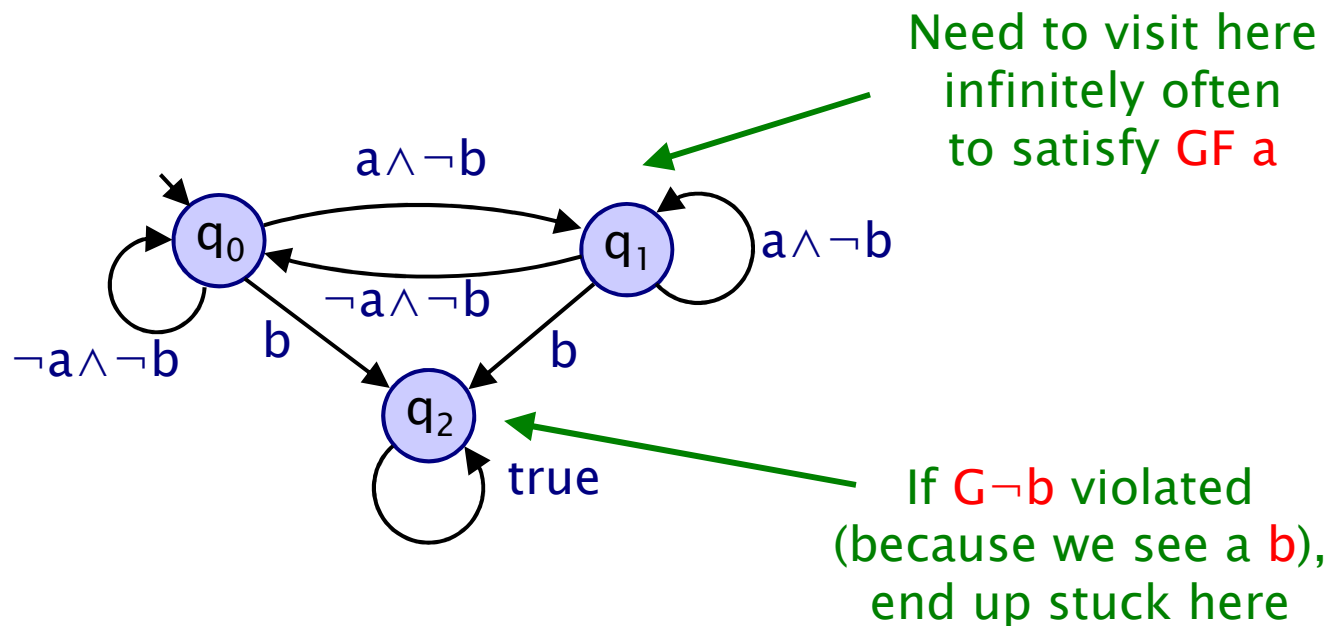 Need to visit here
infinitely often
to satisfy GF a
a∧¬b
q₀
q₁
a∧¬b
¬a∧¬b
b
b
¬a∧¬b
q₂
true
If G¬b violated
(because we see a b),
end up stuck here